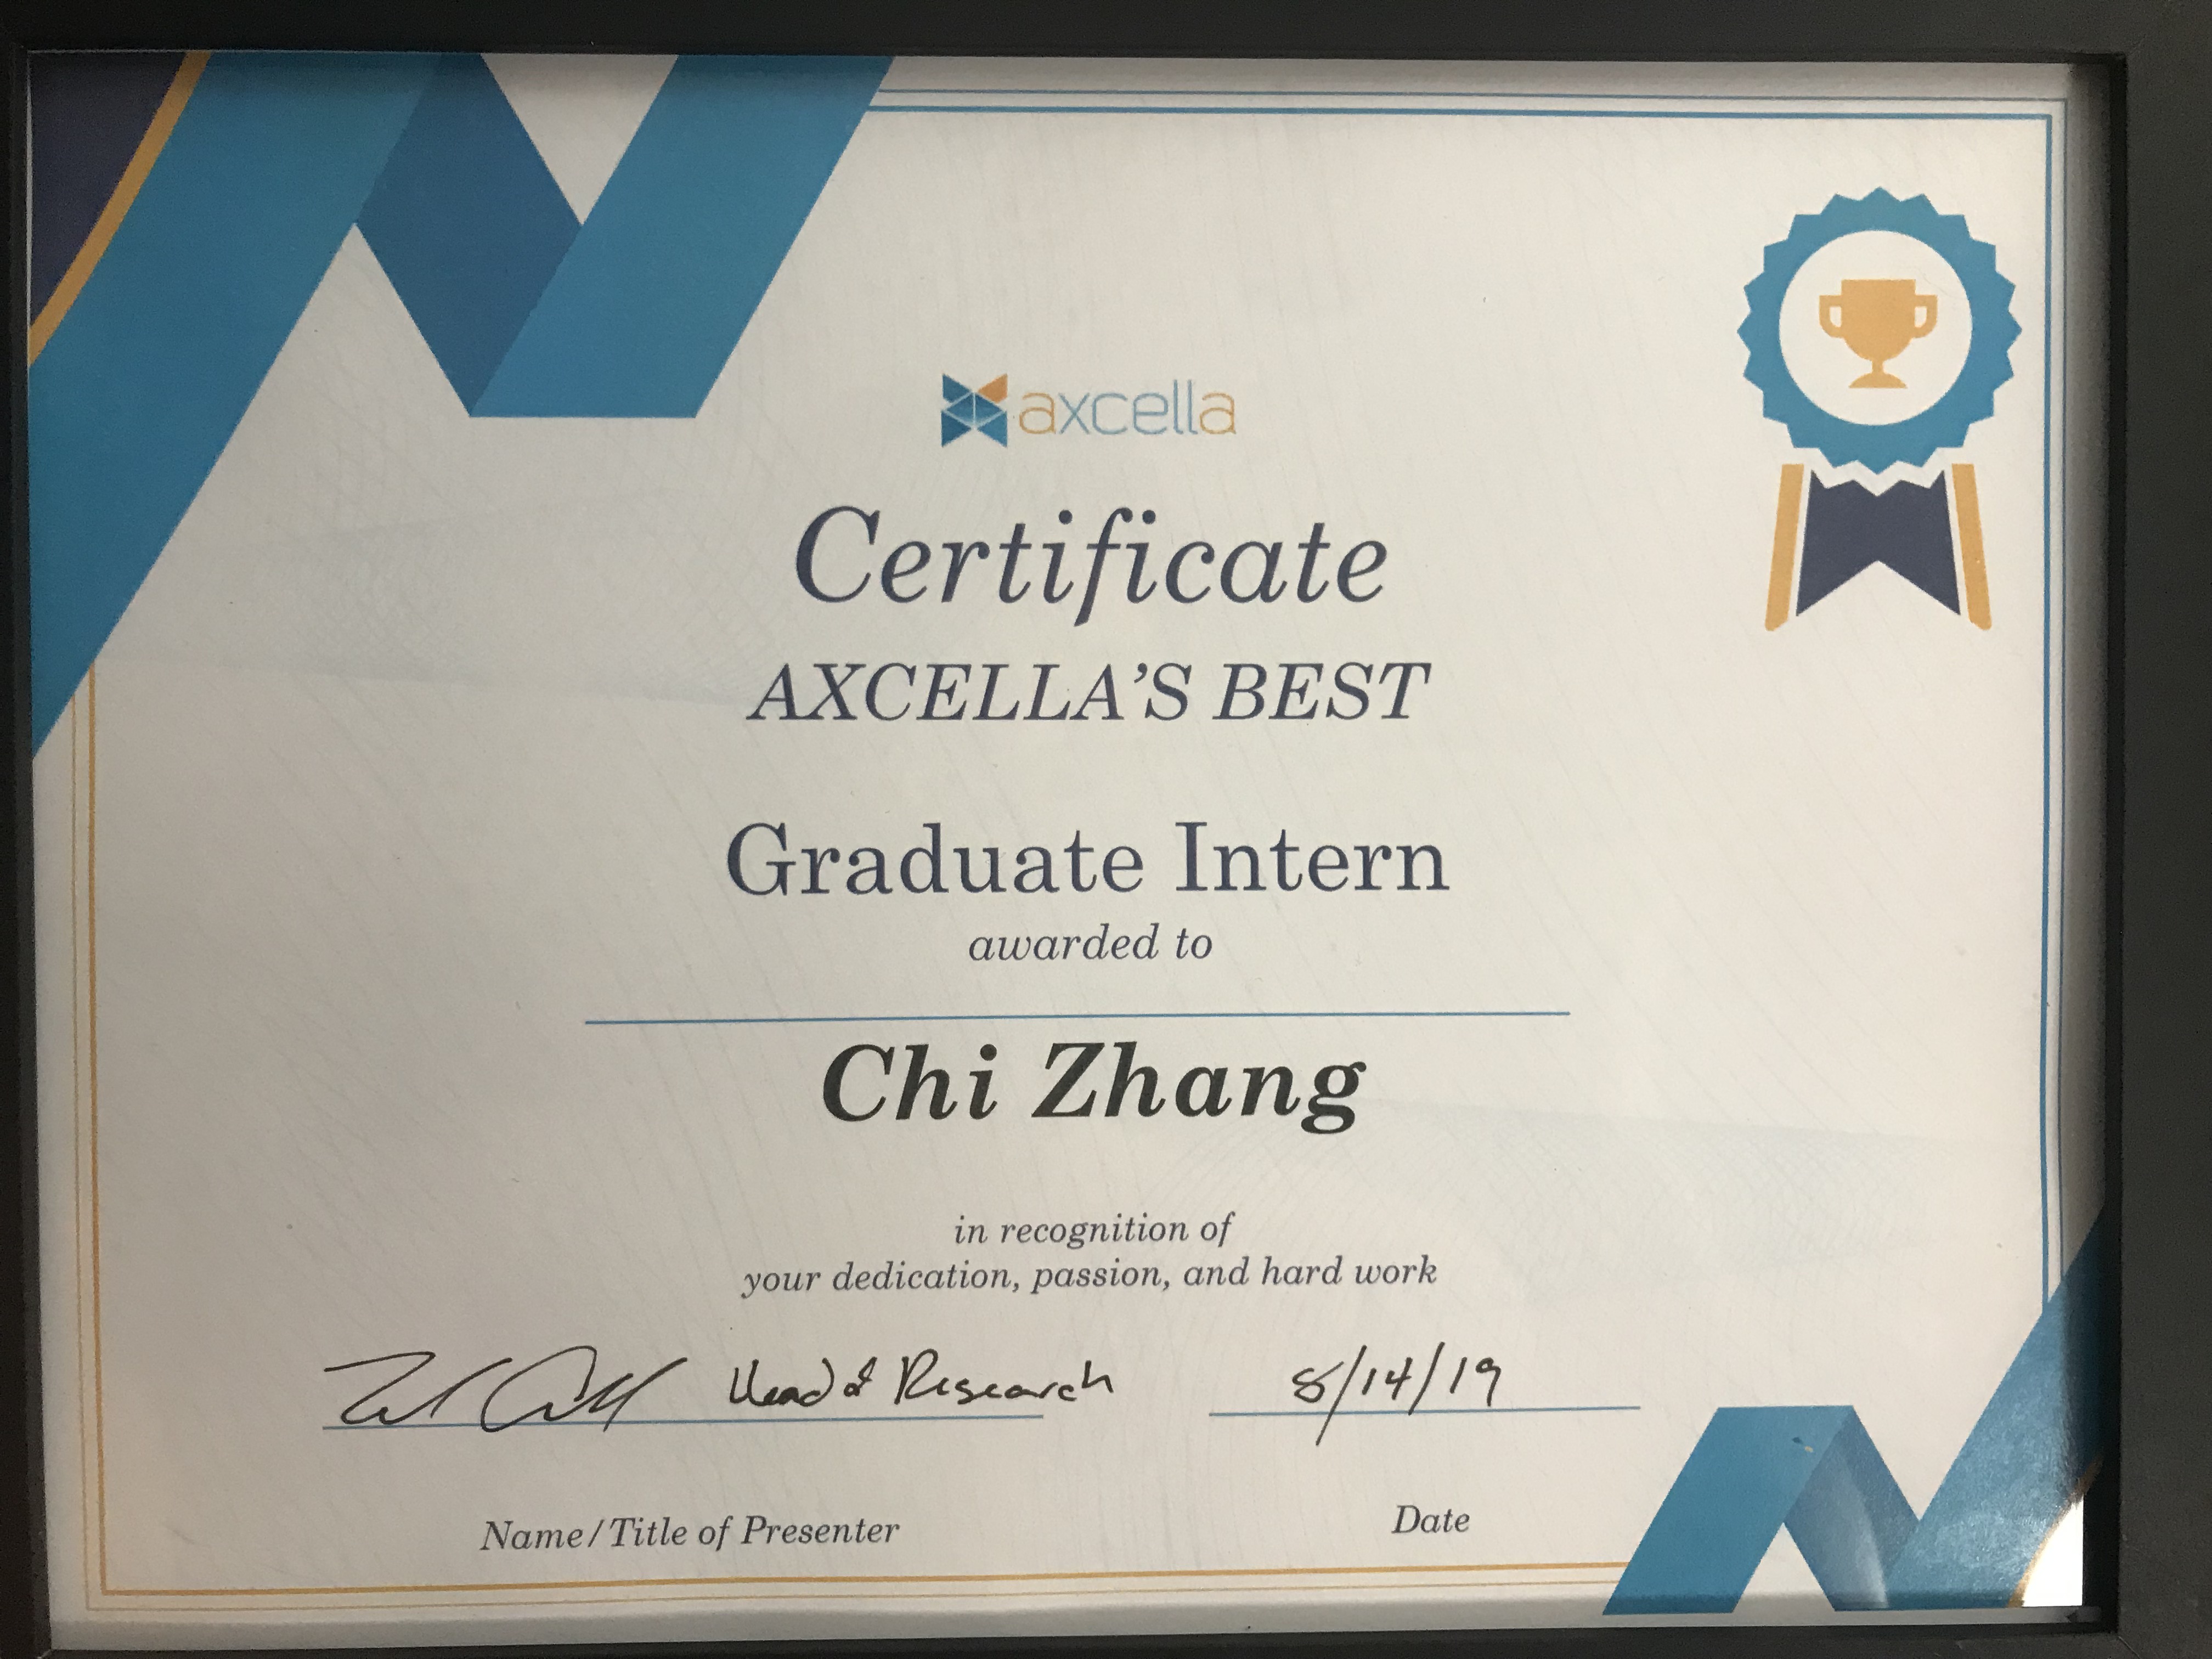 axcella
Certificate
AXCELLA'S BEST
Graduate Intern
awarded to
Chi Zhang
in recognition of
your dedication, passion, and hard work
Head of Research 8/14/19
Name/Title of Presenter Date